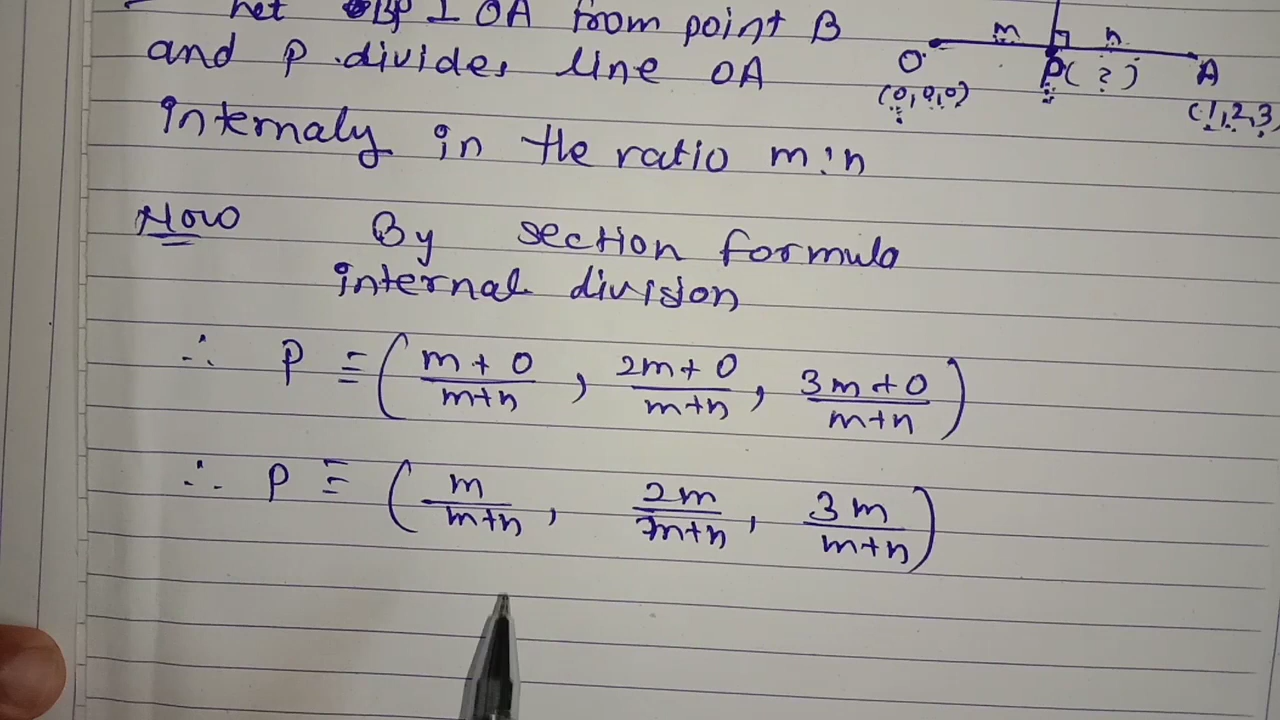 Let BP ⊥ OA from point B
and P divides line OA
internaly in the ratio m:n
m n
O P( ? ) A
(0,0,0) (1,2,3
Now By section formula
internal division
∴ P ≡ ( m+0/m+n , 2m+0/m+n , 3m+0/m+n )
∴ P ≡ ( m/m+n , 2m/m+n , 3m/m+n )